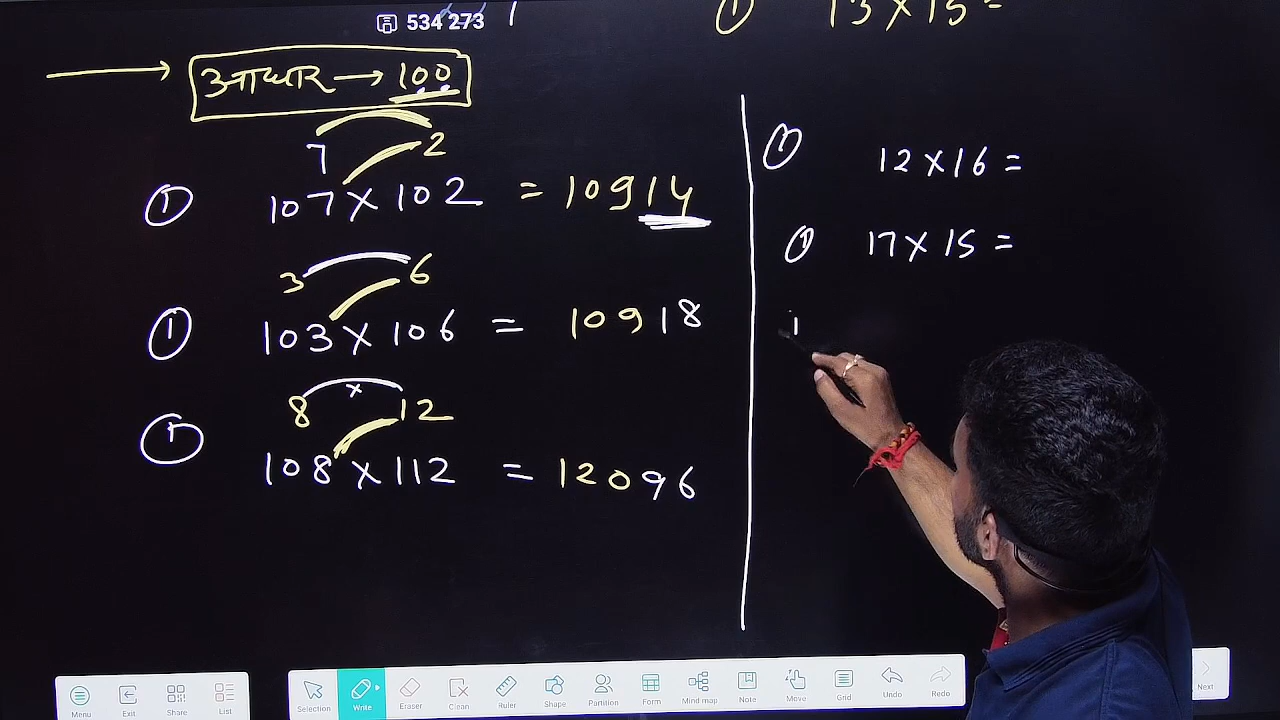 534 273
① 13 × 15 =
आधार → 100
7 2
① 107 × 102 = 10914
3 6
① 103 × 106 = 10918
8 × 12
① 108 × 112 = 12096
① 12 × 16 =
① 17 × 15 =
Menu Exit Share List
Selection Write Eraser Clean Ruler Shape Partition Form Mind map Note Move Grid Undo Redo
Next